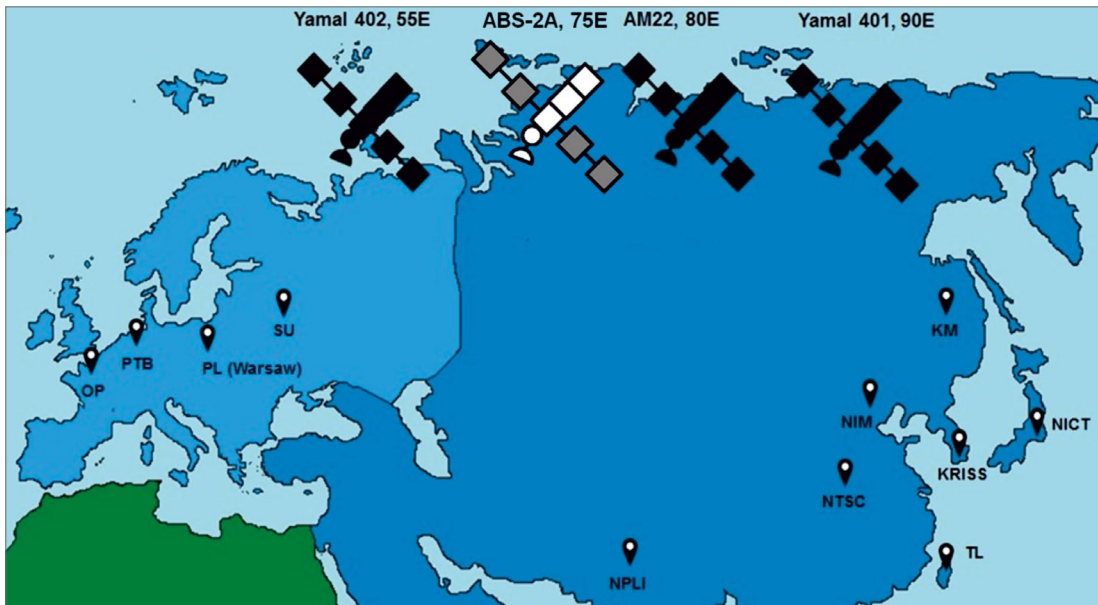 Yamal 402, 55E
ABS-2A, 75E
AM22, 80E
Yamal 401, 90E
SU
KM
PTB
PL (Warsaw)
OP
NIM
NICT
KRISS
NTSC
TL
NPLI